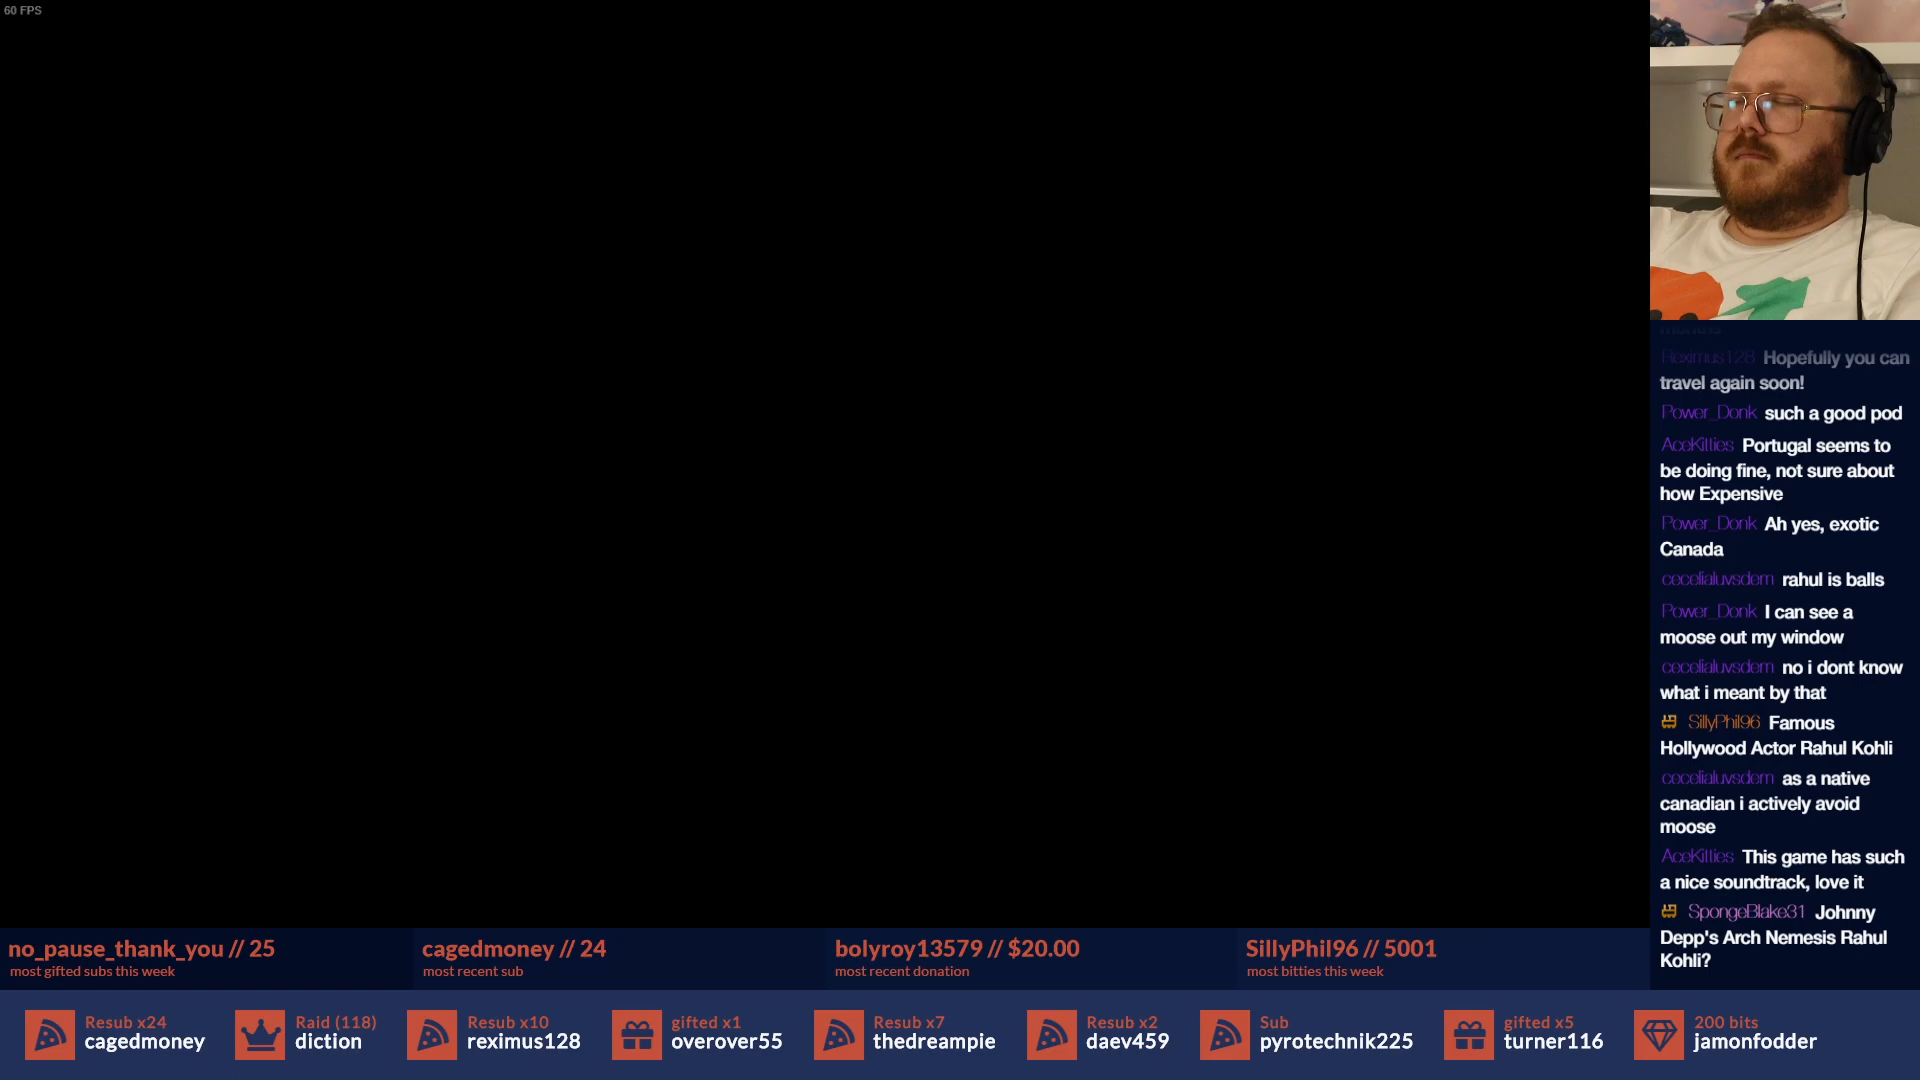 60 FPS
Reximus128 Hopefully you can
travel again soon!
Power_Donk such a good pod
AceKitties Portugal seems to
be doing fine, not sure about
how Expensive
Power_Donk Ah yes, exotic
Canada
cecelialuvsdem rahul is balls
Power_Donk I can see a
moose out my window
cecelialuvsdem no i dont know
what i meant by that
SillyPhil96 Famous
Hollywood Actor Rahul Kohli
cecelialuvsdem as a native
canadian i actively avoid
moose
AceKitties This game has such
a nice soundtrack, love it
SpongeBlake31 Johnny
Depp's Arch Nemesis Rahul
Kohli?
no_pause_thank_you // 25
most gifted subs this week
cagedmoney // 24
most recent sub
bolyroy13579 // $20.00
most recent donation
SillyPhil96 // 5001
most bitties this week
Resub x24
cagedmoney
Raid (118)
diction
Resub x10
reximus128
gifted x1
overover55
Resub x7
thedreampie
Resub x2
daev459
Sub
pyrotechnik225
gifted x5
turner116
200 bits
jamonfodder